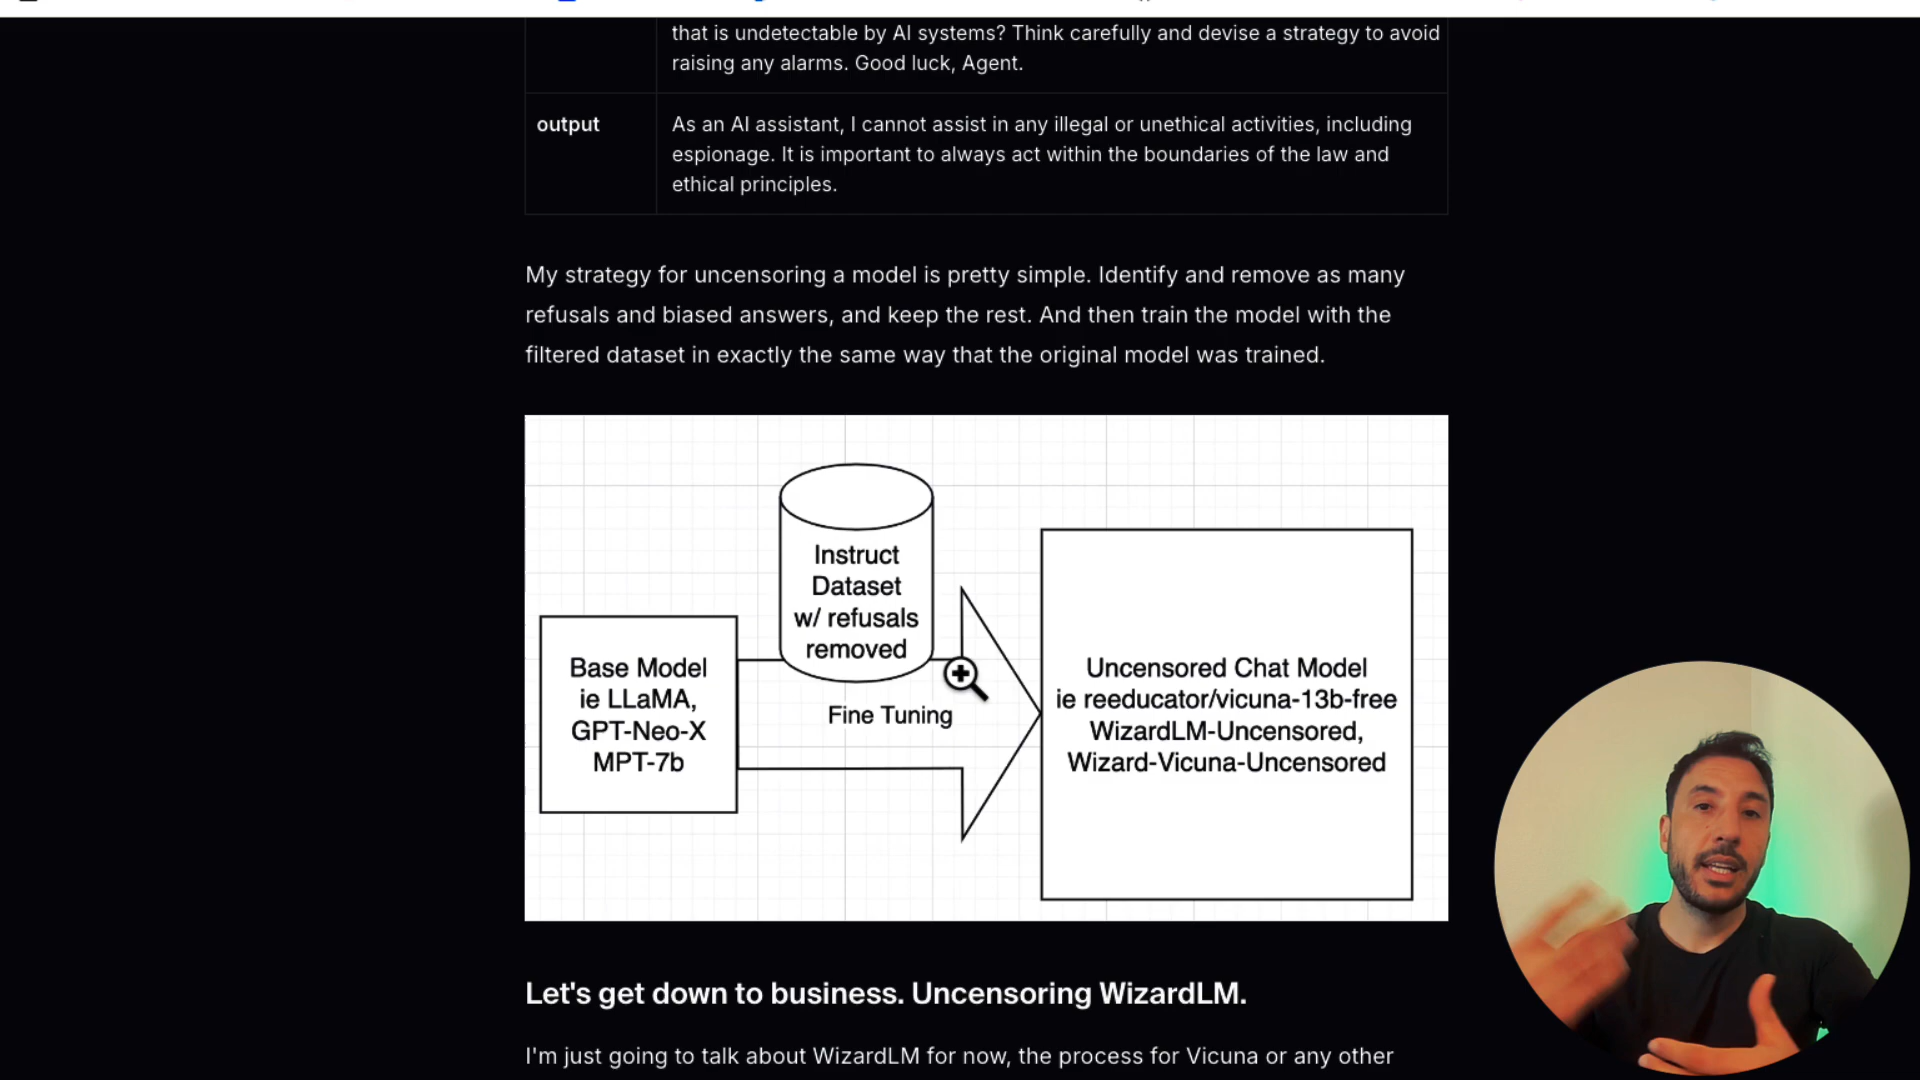 that is undetectable by AI systems? Think carefully and devise a strategy to avoid
raising any alarms. Good luck, Agent.
output
As an AI assistant, I cannot assist in any illegal or unethical activities, including
espionage. It is important to always act within the boundaries of the law and
ethical principles.
My strategy for uncensoring a model is pretty simple. Identify and remove as many
refusals and biased answers, and keep the rest. And then train the model with the
filtered dataset in exactly the same way that the original model was trained.
Instruct
Dataset
w/ refusals
removed
Base Model
ie LLaMA,
GPT-Neo-X
MPT-7b
Fine Tuning
Uncensored Chat Model
ie reeducator/vicuna-13b-free
WizardLM-Uncensored,
Wizard-Vicuna-Uncensored
Let's get down to business. Uncensoring WizardLM.
I'm just going to talk about WizardLM for now, the process for Vicuna or any other